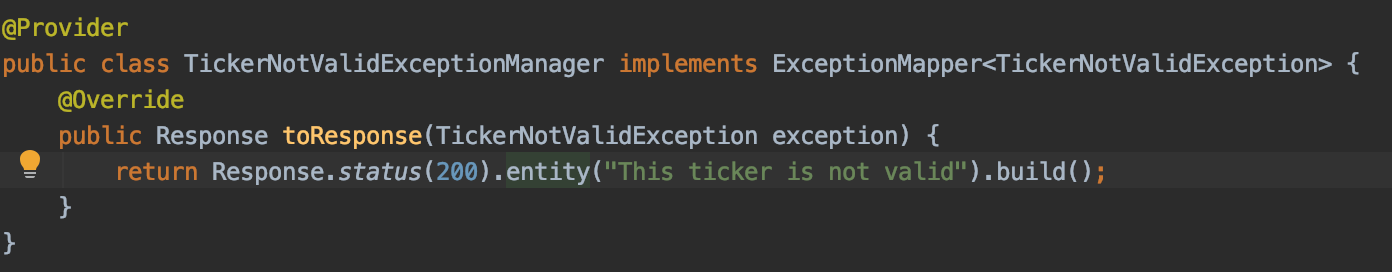 @Provider
public class TickerNotValidExceptionManager implements ExceptionMapper<TickerNotValidException> {
    @Override
    public Response toResponse(TickerNotValidException exception) {
        return Response.status(200).entity("This ticker is not valid").build();
    }
}